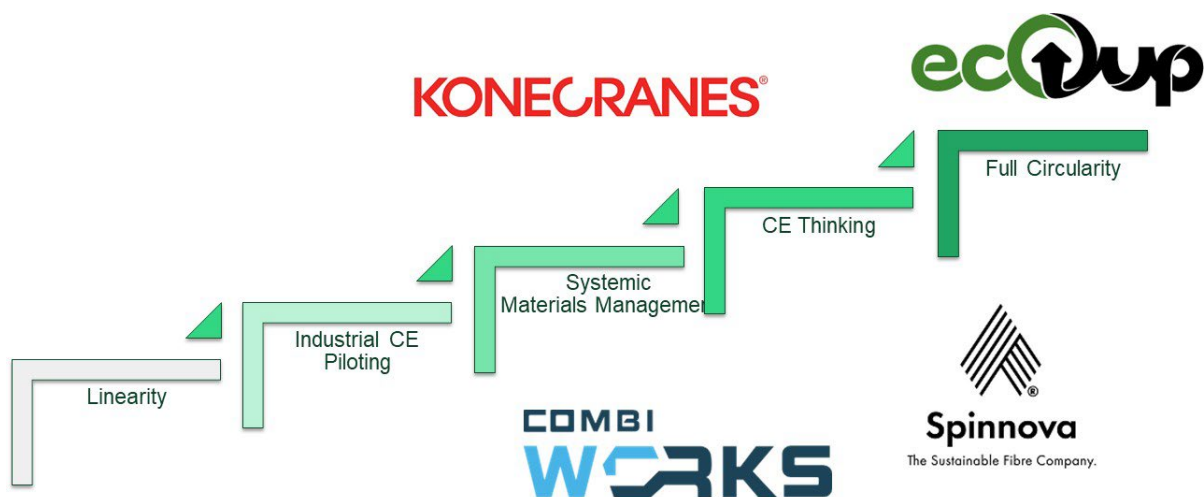 ecoup
KONECRANES®
Full Circularity
CE Thinking
Systemic
Materials Managemen
Industrial CE
Piloting
Linearity
COMBI
WORKS
®
Spinnova
The Sustainable Fibre Company.